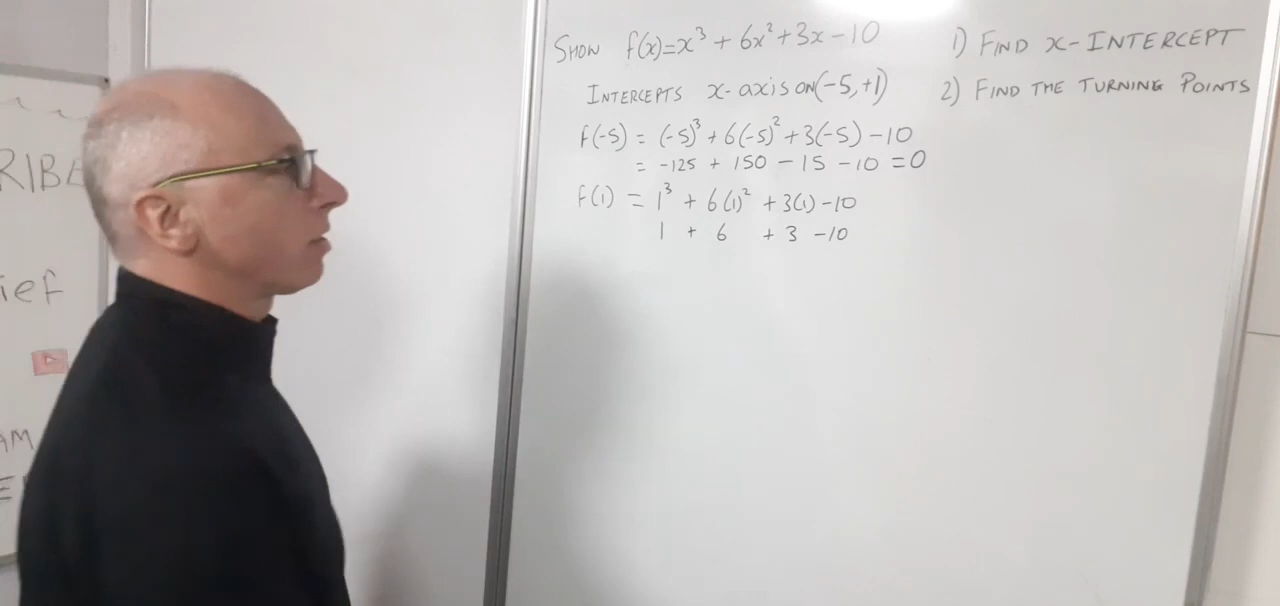 RIBE
ief
AM
E
SHOW f(x)=x³ + 6x² + 3x - 10
INTERCEPTS x-axis on (-5, +1)
f(-5) = (-5)³ + 6(-5)² + 3(-5) - 10
= -125 + 150 - 15 - 10 = 0
f(1) = 1³ + 6(1)² + 3(1) - 10
1 + 6 + 3 - 10
1) FIND x-INTERCEPT
2) FIND THE TURNING POINTS